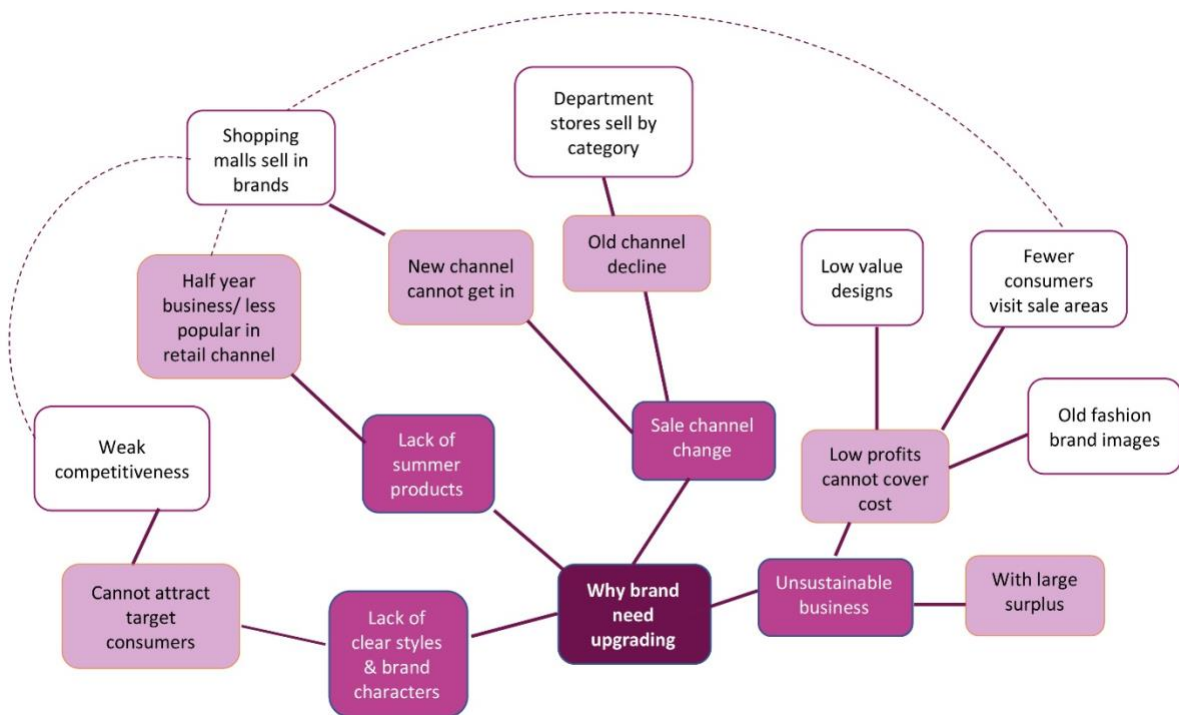 Department
stores sell by
category
Shopping
malls sell in
brands
Old channel
decline
New channel
cannot get in
Half year
business/ less
popular in
retail channel
Low value
designs
Fewer
consumers
visit sale areas
Weak
competitiveness
Lack of
summer
products
Sale channel
change
Low profits
cannot cover
cost
Old fashion
brand images
Cannot attract
target
consumers
Lack of
clear styles
& brand
characters
Why brand
need
upgrading
Unsustainable
business
With large
surplus